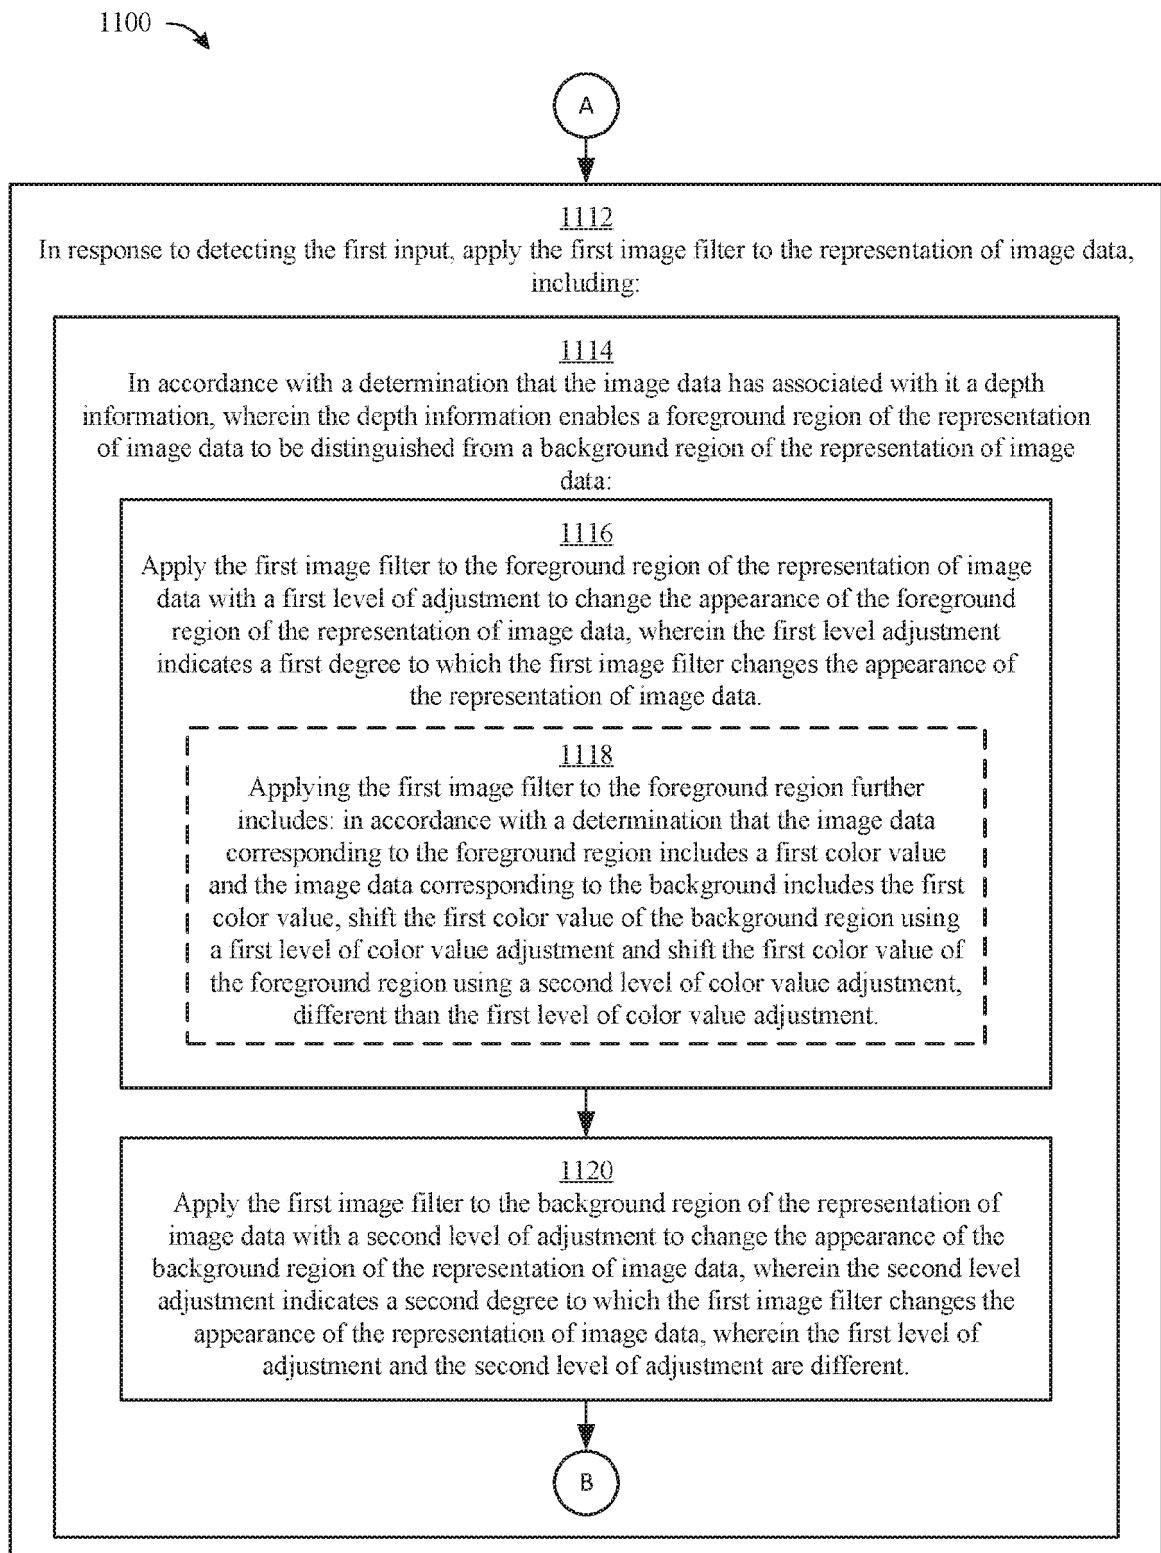 1100
A
1112
In response to detecting the first input, apply the first image filter to the representation of image data,
including:
1114
In accordance with a determination that the image data has associated with it a depth
information, wherein the depth information enables a foreground region of the representation
of image data to be distinguished from a background region of the representation of image
data:
1116
Apply the first image filter to the foreground region of the representation of image
data with a first level of adjustment to change the appearance of the foreground
region of the representation of image data, wherein the first level adjustment
indicates a first degree to which the first image filter changes the appearance of
the representation of image data.
1118
Applying the first image filter to the foreground region further
includes: in accordance with a determination that the image data
corresponding to the foreground region includes a first color value
and the image data corresponding to the background includes the first
color value, shift the first color value of the background region using
a first level of color value adjustment and shift the first color value of
the foreground region using a second level of color value adjustment,
different than the first level of color value adjustment.
1120
Apply the first image filter to the background region of the representation of
image data with a second level of adjustment to change the appearance of the
background region of the representation of image data, wherein the second level
adjustment indicates a second degree to which the first image filter changes the
appearance of the representation of image data, wherein the first level of
adjustment and the second level of adjustment are different.
B